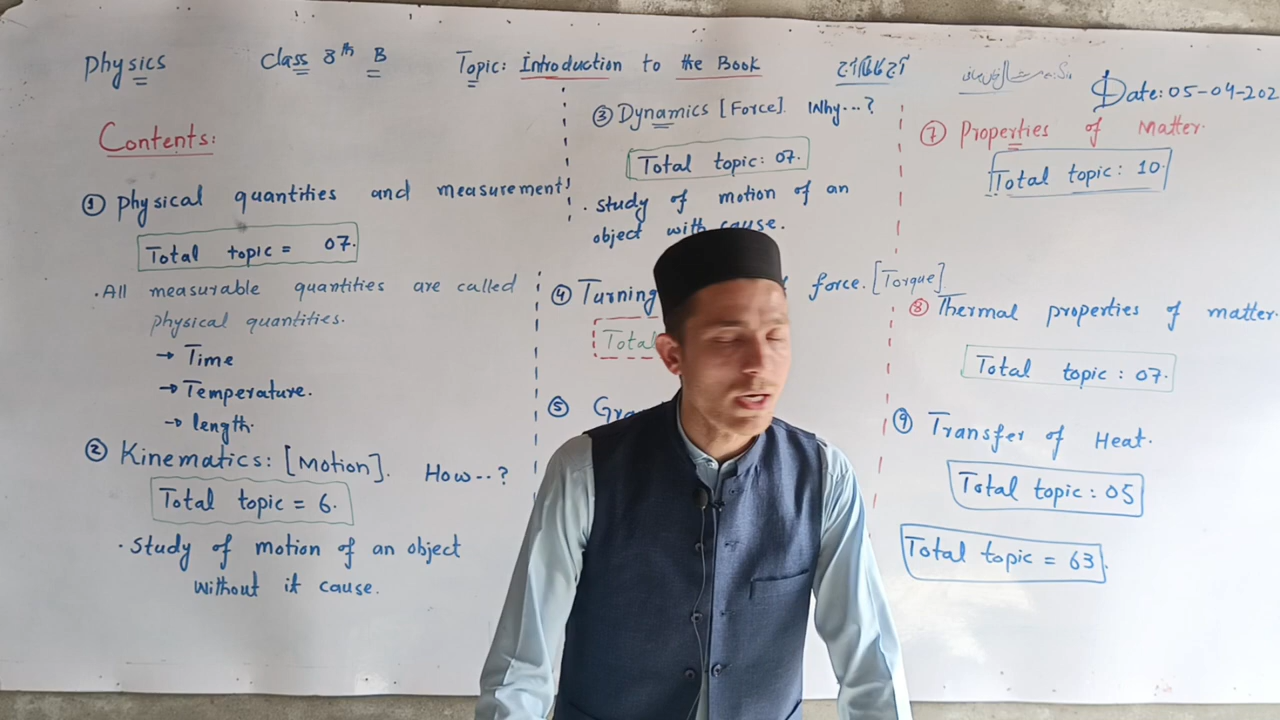 Physics
Class 8th B
Topic: Introduction to the Book
Date: 05-04-202
Contents:
① Physical quantities and measurement
Total topic = 07.
· All measurable quantities are called
physical quantities.
→ Time
→ Temperature.
→ length.
② Kinematics: [Motion]. How--?
Total topic = 6.
· Study of motion of an object
without it cause.
③ Dynamics [Force]. Why...?
Total topic: 07.
· study of motion of an
object with cause.
④ Turning force. [Torque]
Total
⑤
⑦ Properties of Matter.
Total topic: 10.
⑧ Thermal properties of matter.
Total topic: 07.
⑨ Transfer of Heat.
Total topic: 05
Total topic = 63.